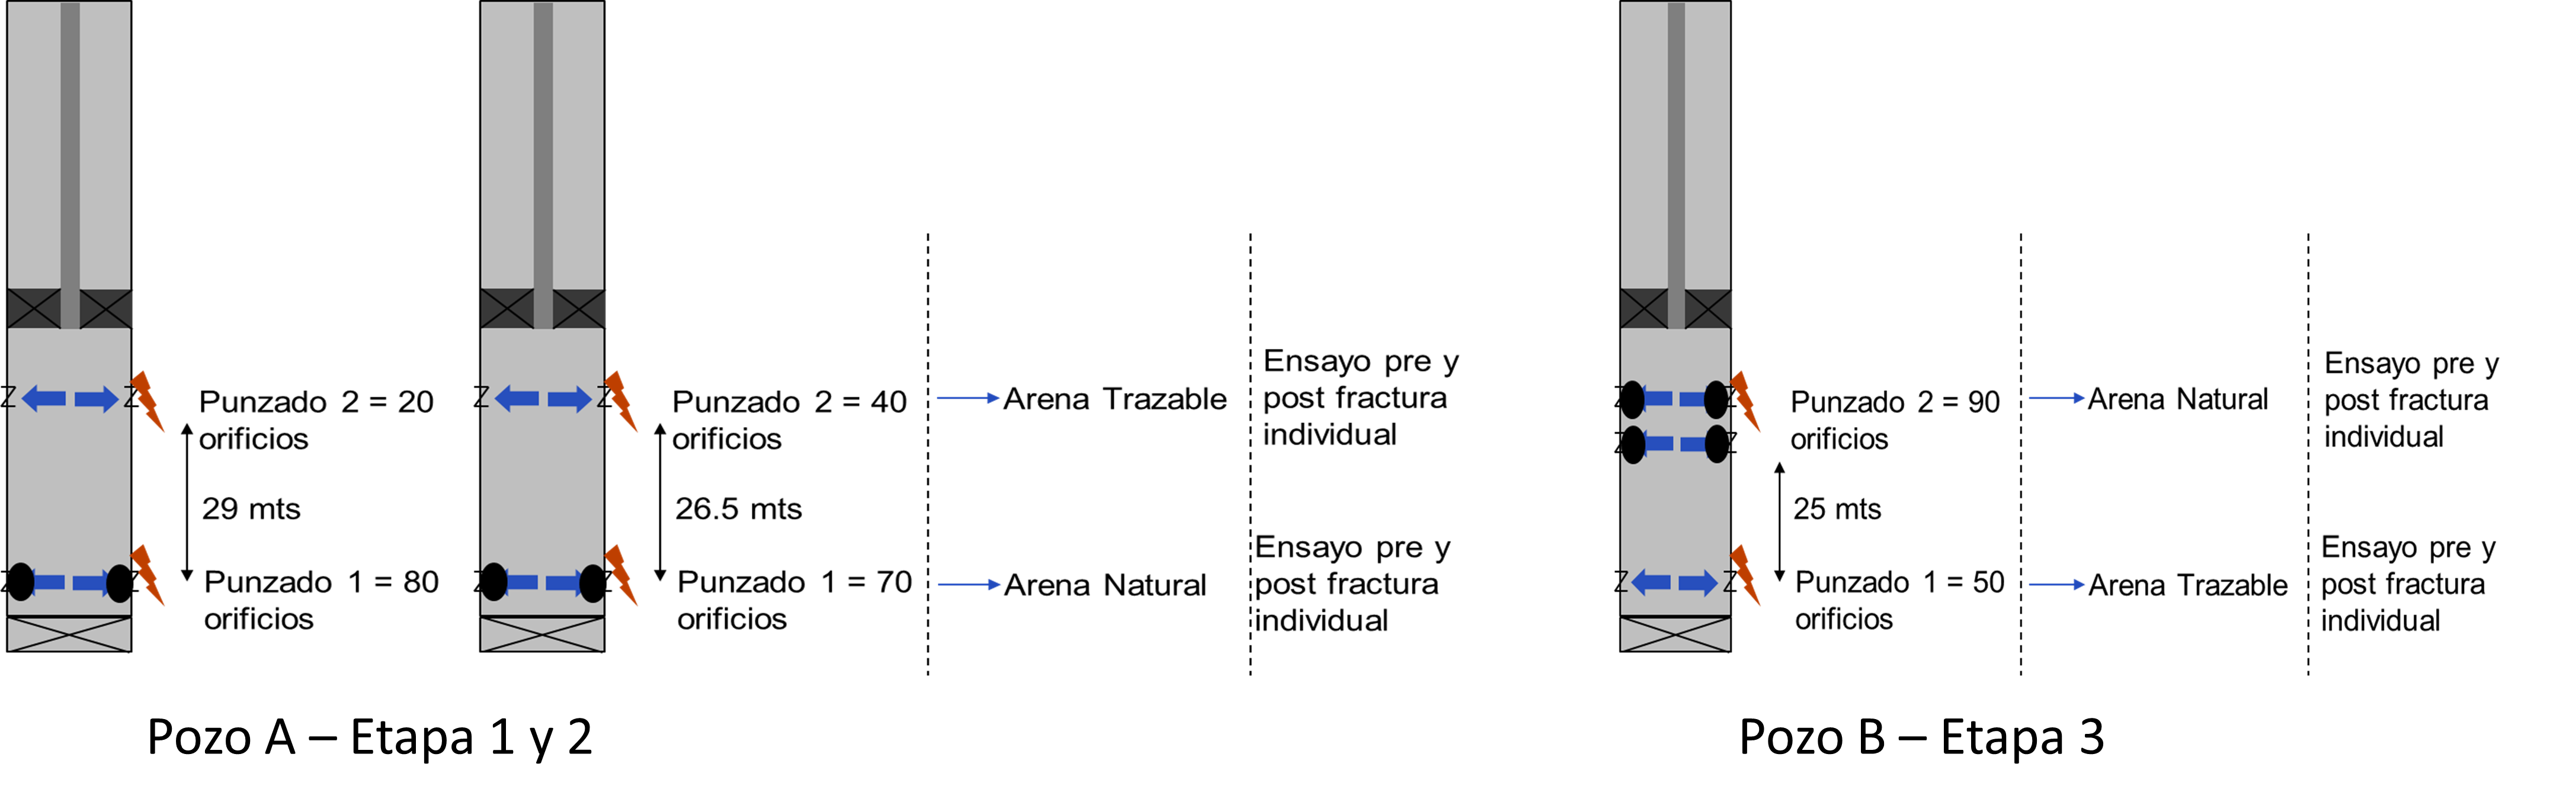 Punzado 2 = 20
orificios
29 mts
Punzado 1 = 80
orificios
Punzado 2 = 40
orificios
26.5 mts
Punzado 1 = 70
orificios
Arena Trazable
Arena Natural
Ensayo pre y
post fractura
individual
Ensayo pre y
post fractura
individual
Pozo A – Etapa 1 y 2
Punzado 2 = 90
orificios
25 mts
Punzado 1 = 50
orificios
Arena Natural
Arena Trazable
Ensayo pre y
post fractura
individual
Ensayo pre y
post fractura
individual
Pozo B – Etapa 3